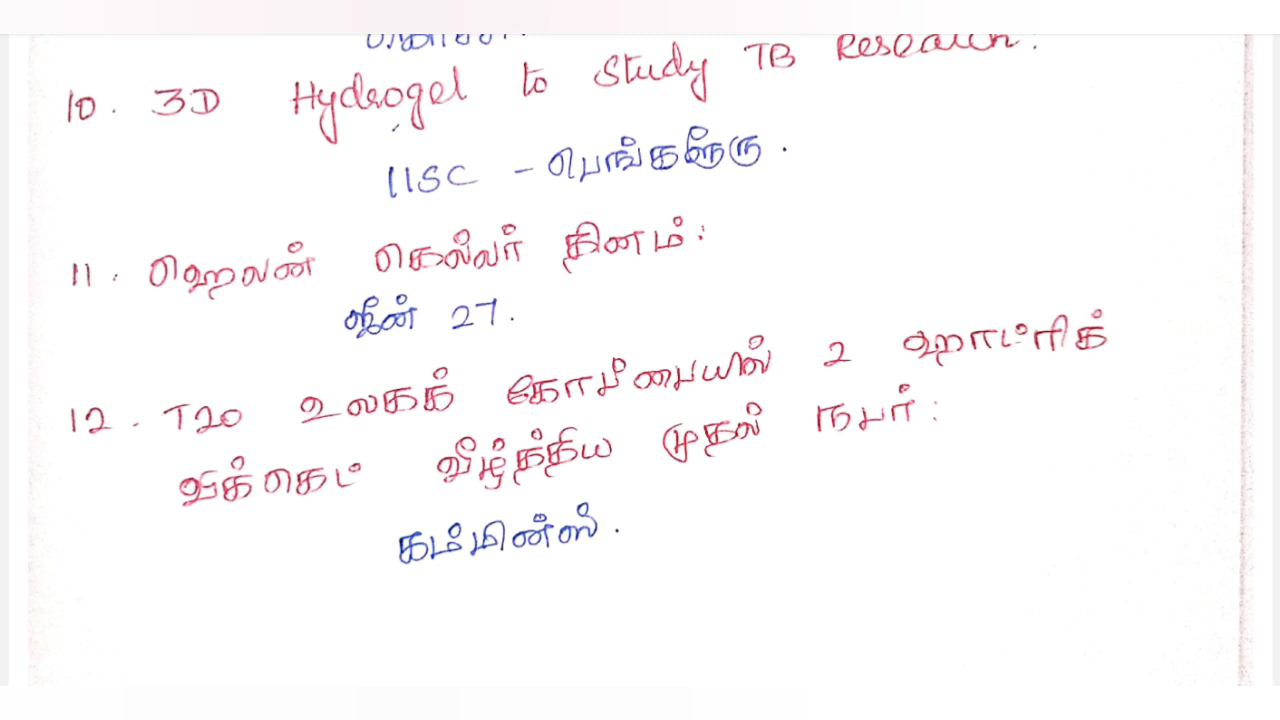 10. 3D Hydrogel to study TB Research.
IISC - பெங்களூரு.
11. ஹெலன் கெல்லர் தினம்:
ஜூன் 27.
12. T20 உலகக் கோப்பையில் 2 ஹாட்ரிக்
விக்கெட் வீழ்த்திய முதல் நபர்:
கம்மின்ஸ்.